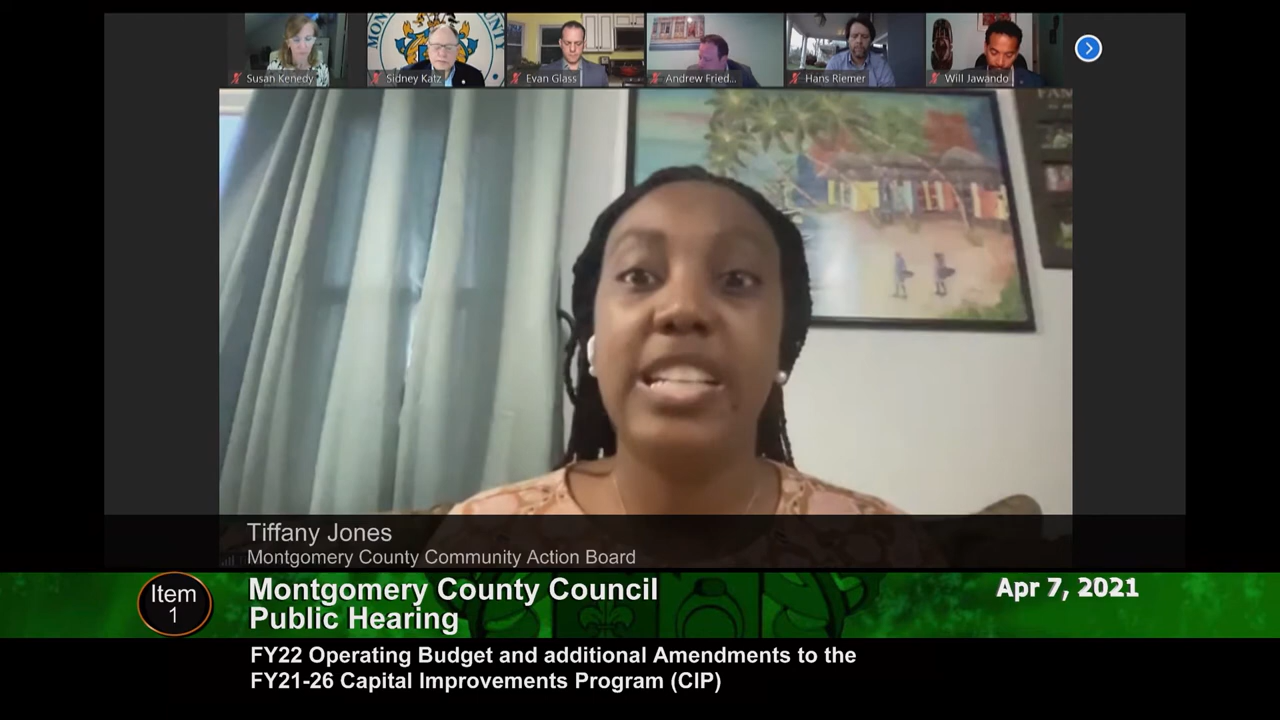 MONTGOMERY COUNTY
Susan Kenedy
Sidney Katz
Evan Glass
Andrew Fried...
Hans Riemer
Will Jawando
Tiffany Jones
Montgomery County Community Action Board
Item
1
Montgomery County Council
Public Hearing
Apr 7, 2021
FY22 Operating Budget and additional Amendments to the
FY21-26 Capital Improvements Program (CIP)